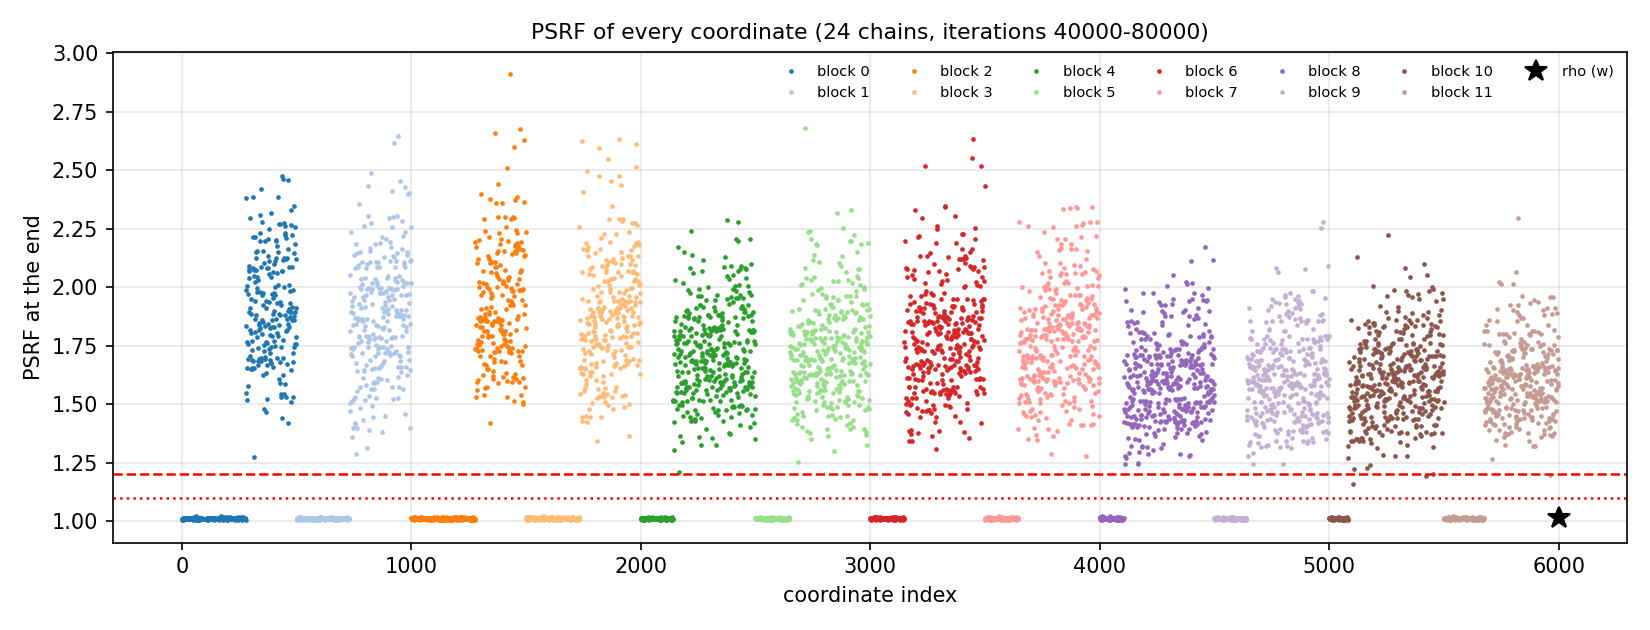 PSRF of every coordinate (24 chains, iterations 40000-80000)
block 0 block 2 block 4 block 6 block 8 block 10 rho (w)
block 1 block 3 block 5 block 7 block 9 block 11
3.00
2.75
2.50
2.25
2.00
1.75
1.50
1.25
1.00
PSRF at the end
0 1000 2000 3000 4000 5000 6000
coordinate index